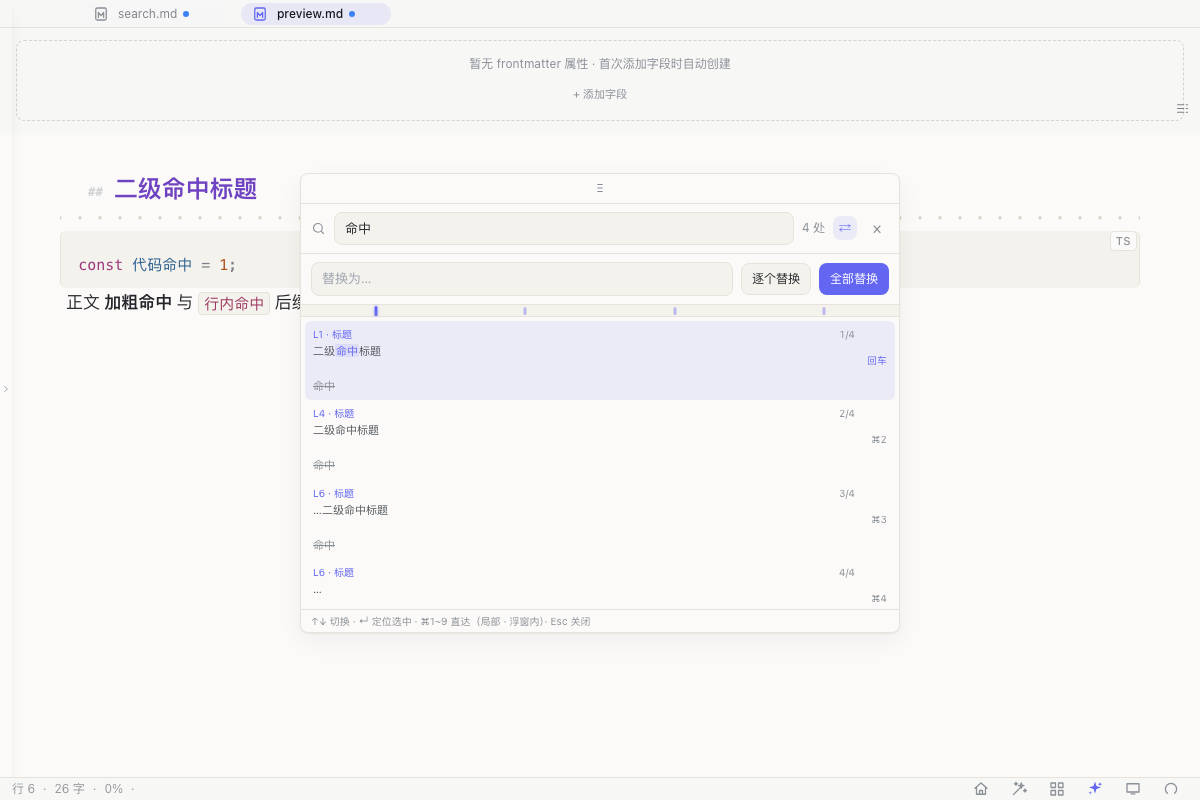 search.md
preview.md
暂无 frontmatter 属性 · 首次添加字段时自动创建
+ 添加字段
## 二级命中标题
TS
const 代码命中 = 1;
正文 加粗命中 与 行内命中 后缀
命中
4 处
替换为...
逐个替换
全部替换
L1 · 标题
1/4
二级命中标题
回车
命中
L4 · 标题
2/4
二级命中标题
⌘2
命中
L6 · 标题
3/4
...二级命中标题
⌘3
命中
L6 · 标题
4/4
...
⌘4
↑↓ 切换 · ↵ 定位选中 · ⌘1~9 直达（局部 · 浮窗内）· Esc 关闭
行 6 · 26 字 · 0% ·